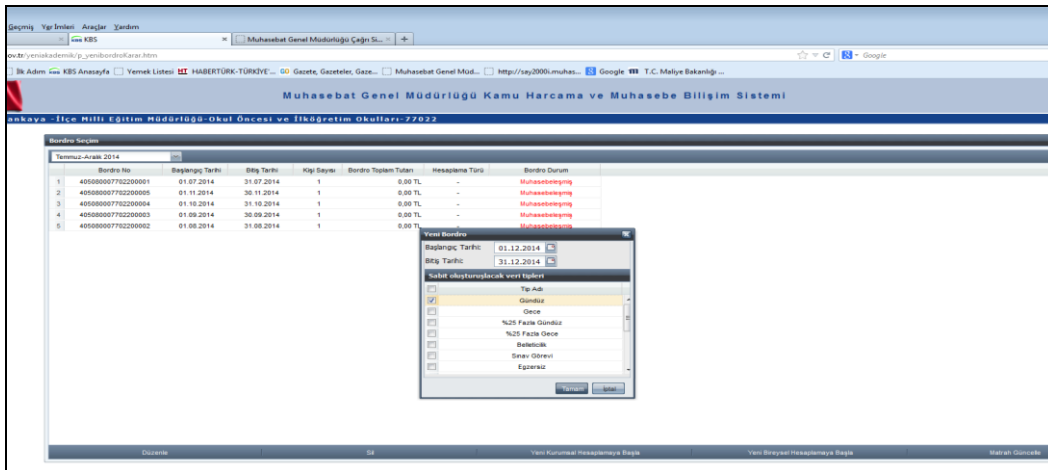 Geçmiş Yer İmleri Araçlar Yardım
KBS × Muhasebat Genel Müdürlüğü Çağrı Si... × +
ov.tr/yeniakademik/p_yenibordroKarar.htm Google
İlk Adım KBS Anasayfa Yemek Listesi HT HABERTÜRK-TÜRKİYE'... GO Gazete, Gazeteler, Gaze... Muhasebat Genel Müd... http://say2000i.muhas... Google T.C. Maliye Bakanlığı ...
Muhasebat Genel Müdürlüğü Kamu Harcama ve Muhasebe Bilişim Sistemi
ankaya -İlçe Milli Eğitim Müdürlüğü-Okul Öncesi ve İlköğretim Okulları-77022
Bordro Seçim
Temmuz-Aralık 2014
Bordro No Başlangıç Tarihi Bitiş Tarihi Kişi Sayısı Bordro Toplam Tutarı Hesaplama Türü Bordro Durum
1 405080007702200001 01.07.2014 31.07.2014 1 0,00 TL - Muhasebeleşmiş
2 405080007702200005 01.11.2014 30.11.2014 1 0,00 TL - Muhasebeleşmiş
3 405080007702200004 01.10.2014 31.10.2014 1 0,00 TL - Muhasebeleşmiş
4 405080007702200003 01.09.2014 30.09.2014 1 0,00 TL - Muhasebeleşmiş
5 405080007702200002 01.08.2014 31.08.2014 1 0,00 TL - Muhasebeleşmiş
Yeni Bordro
Başlangıç Tarihi: 01.12.2014
Bitiş Tarihi: 31.12.2014
Sabit oluşturuşlacak veri tipleri
Tip Adı
Gündüz
Gece
%25 Fazla Gündüz
%25 Fazla Gece
Belleticilik
Sınav Görevi
Egzersiz
Tamam İptal
Düzenle Sil Yeni Kurumsal Hesaplamaya Başla Yeni Bireysel Hesaplamaya Başla Matrah Güncelle